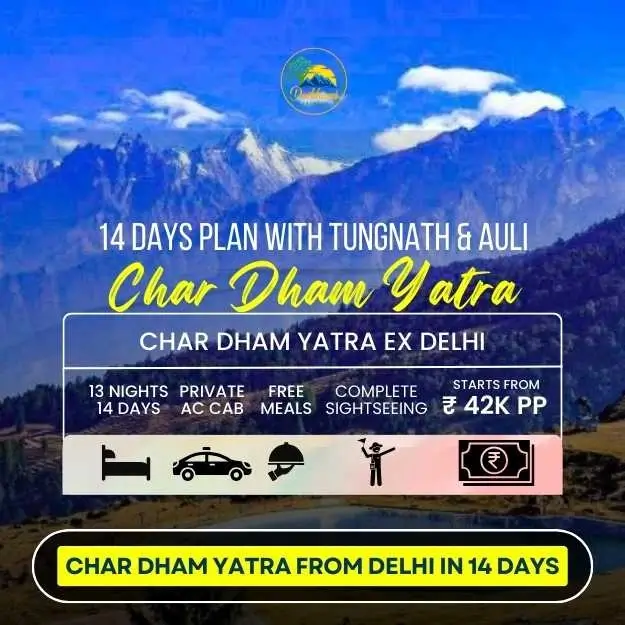 14 DAYS PLAN WITH TUNGNATH & AULI
Char Dham Yatra
CHAR DHAM YATRA EX DELHI
13 NIGHTS
14 DAYS
PRIVATE
AC CAB
FREE
MEALS
COMPLETE
SIGHTSEEING
STARTS FROM
₹ 42K PP
₹
CHAR DHAM YATRA FROM DELHI IN 14 DAYS